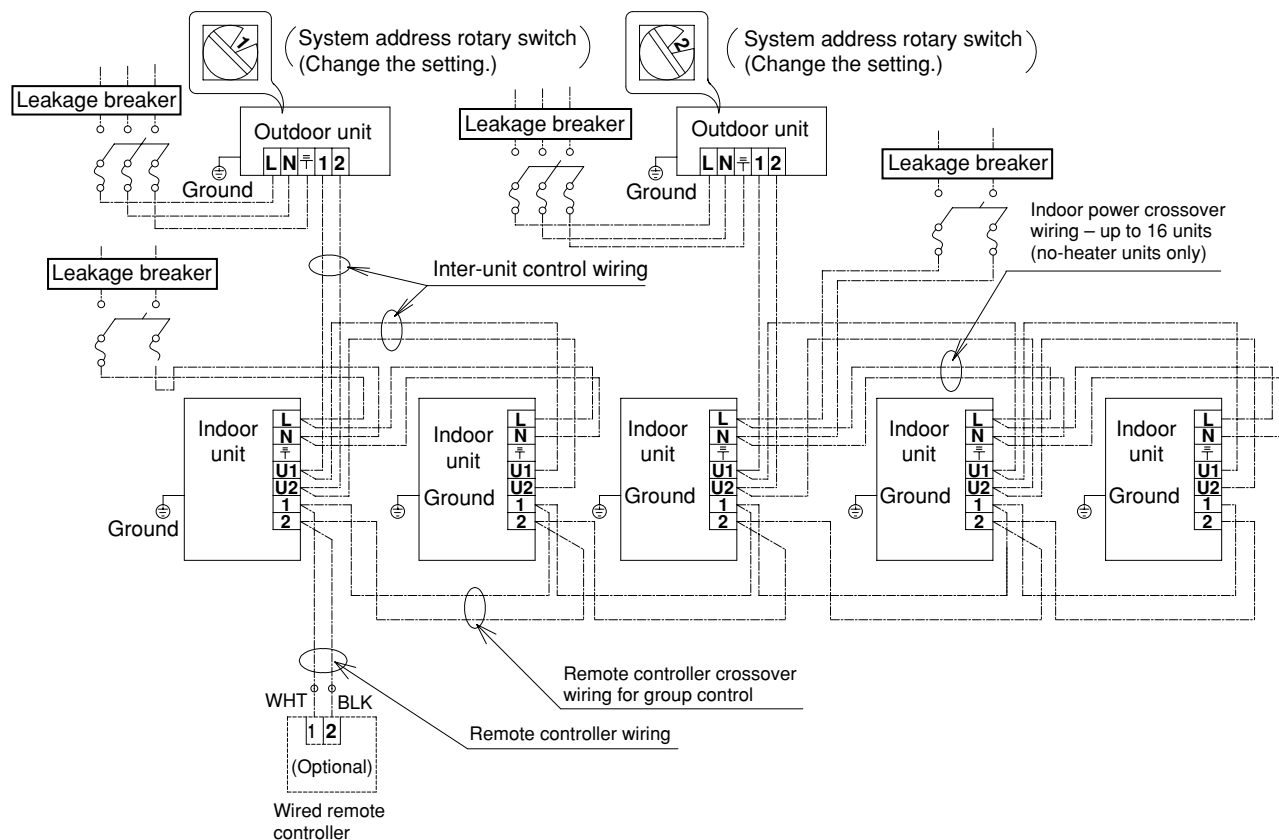 1
(System address rotary switch)
(Change the setting.)
2
(System address rotary switch)
(Change the setting.)
Leakage breaker
Outdoor unit
L N 1 2
Ground
Leakage breaker
Outdoor unit
L N 1 2
Ground
Leakage breaker
Indoor power crossover
wiring – up to 16 units
(no-heater units only)
Leakage breaker
Inter-unit control wiring
Indoor
unit
Ground
L
N
U1
U2
1
2
Indoor
unit
Ground
L
N
U1
U2
1
2
Indoor
unit
Ground
L
N
U1
U2
1
2
Indoor
unit
Ground
L
N
U1
U2
1
2
Indoor
unit
Ground
L
N
U1
U2
1
2
Remote controller crossover
wiring for group control
WHT BLK
1 2
Remote controller wiring
(Optional)
Wired remote
controller